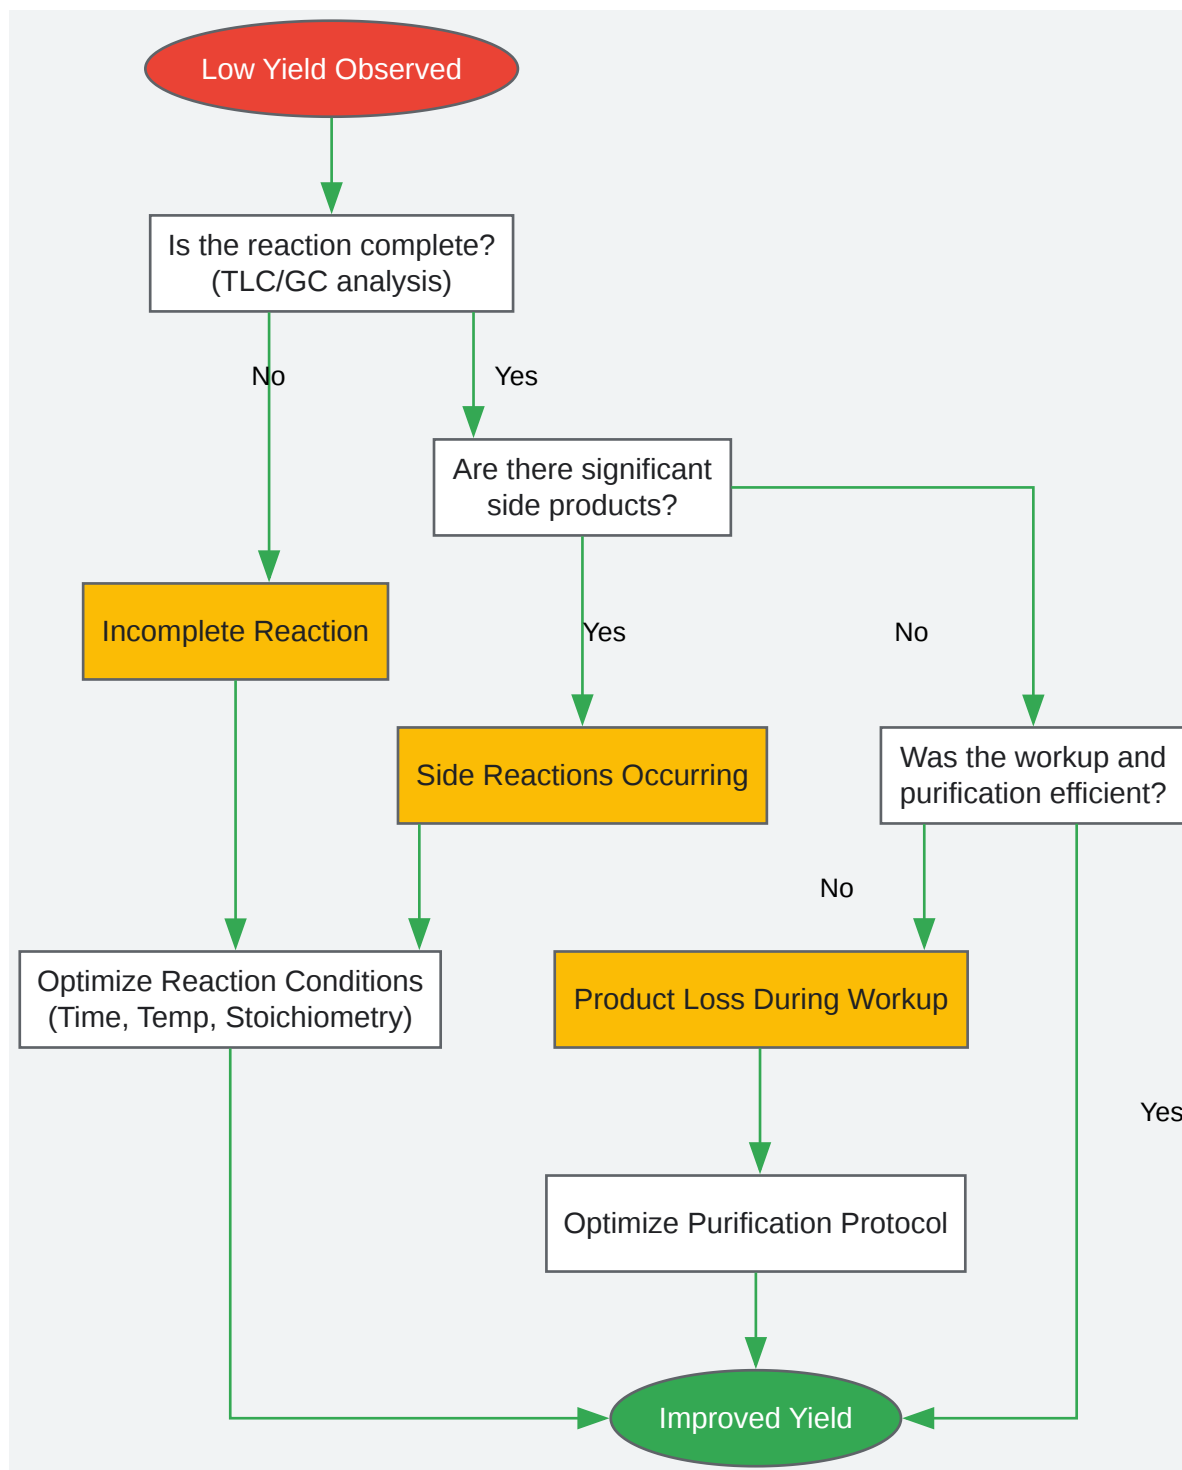 Low Yield Observed
Is the reaction complete?
(TLC/GC analysis)
No
Yes
Are there significant
side products?
Incomplete Reaction
Yes
No
Side Reactions Occurring
Was the workup and
purification efficient?
No
Optimize Reaction Conditions
(Time, Temp, Stoichiometry)
Product Loss During Workup
Yes
Optimize Purification Protocol
Improved Yield